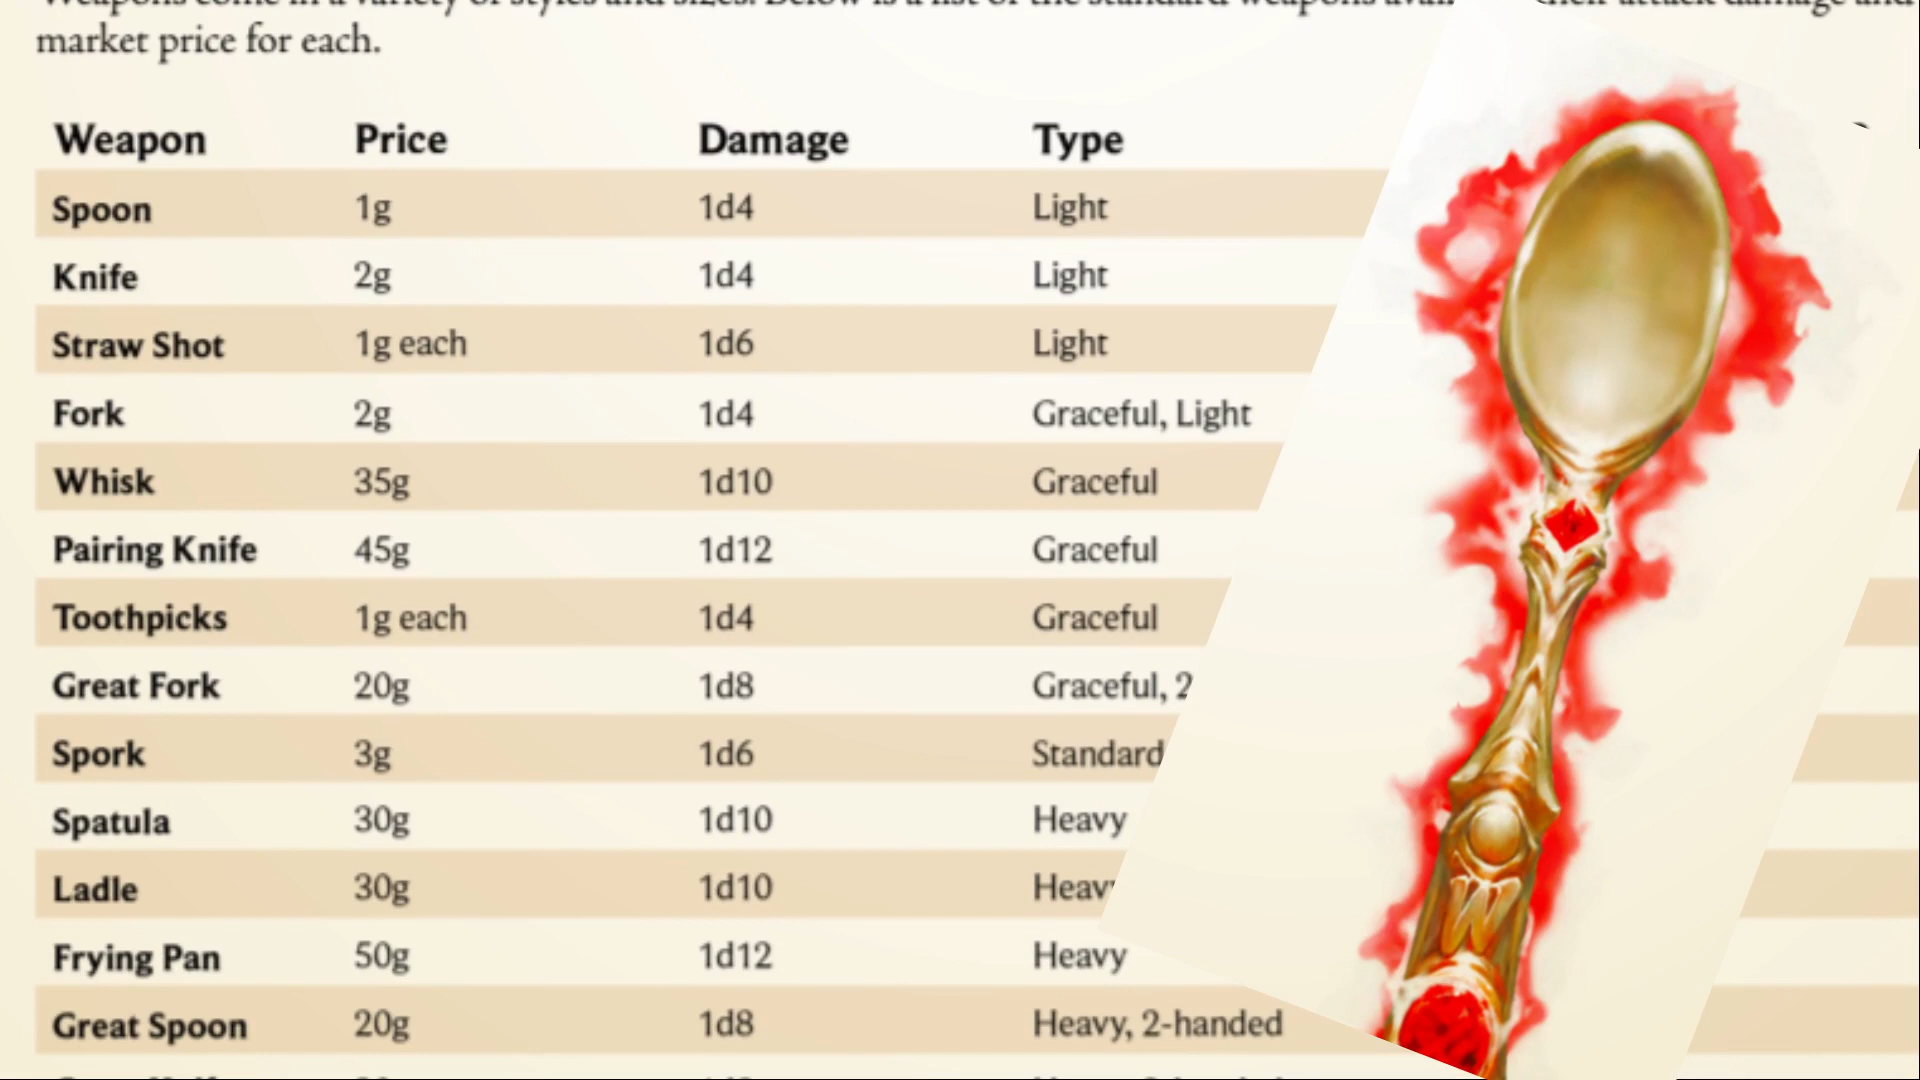 market price for each.
Weapon Price Damage Type
Spoon 1g 1d4 Light
Knife 2g 1d4 Light
Straw Shot 1g each 1d6 Light
Fork 2g 1d4 Graceful, Light
Whisk 35g 1d10 Graceful
Pairing Knife 45g 1d12 Graceful
Toothpicks 1g each 1d4 Graceful
Great Fork 20g 1d8 Graceful, 2
Spork 3g 1d6 Standard
Spatula 30g 1d10 Heavy
Ladle 30g 1d10 Heavy
Frying Pan 50g 1d12 Heavy
Great Spoon 20g 1d8 Heavy, 2-handed